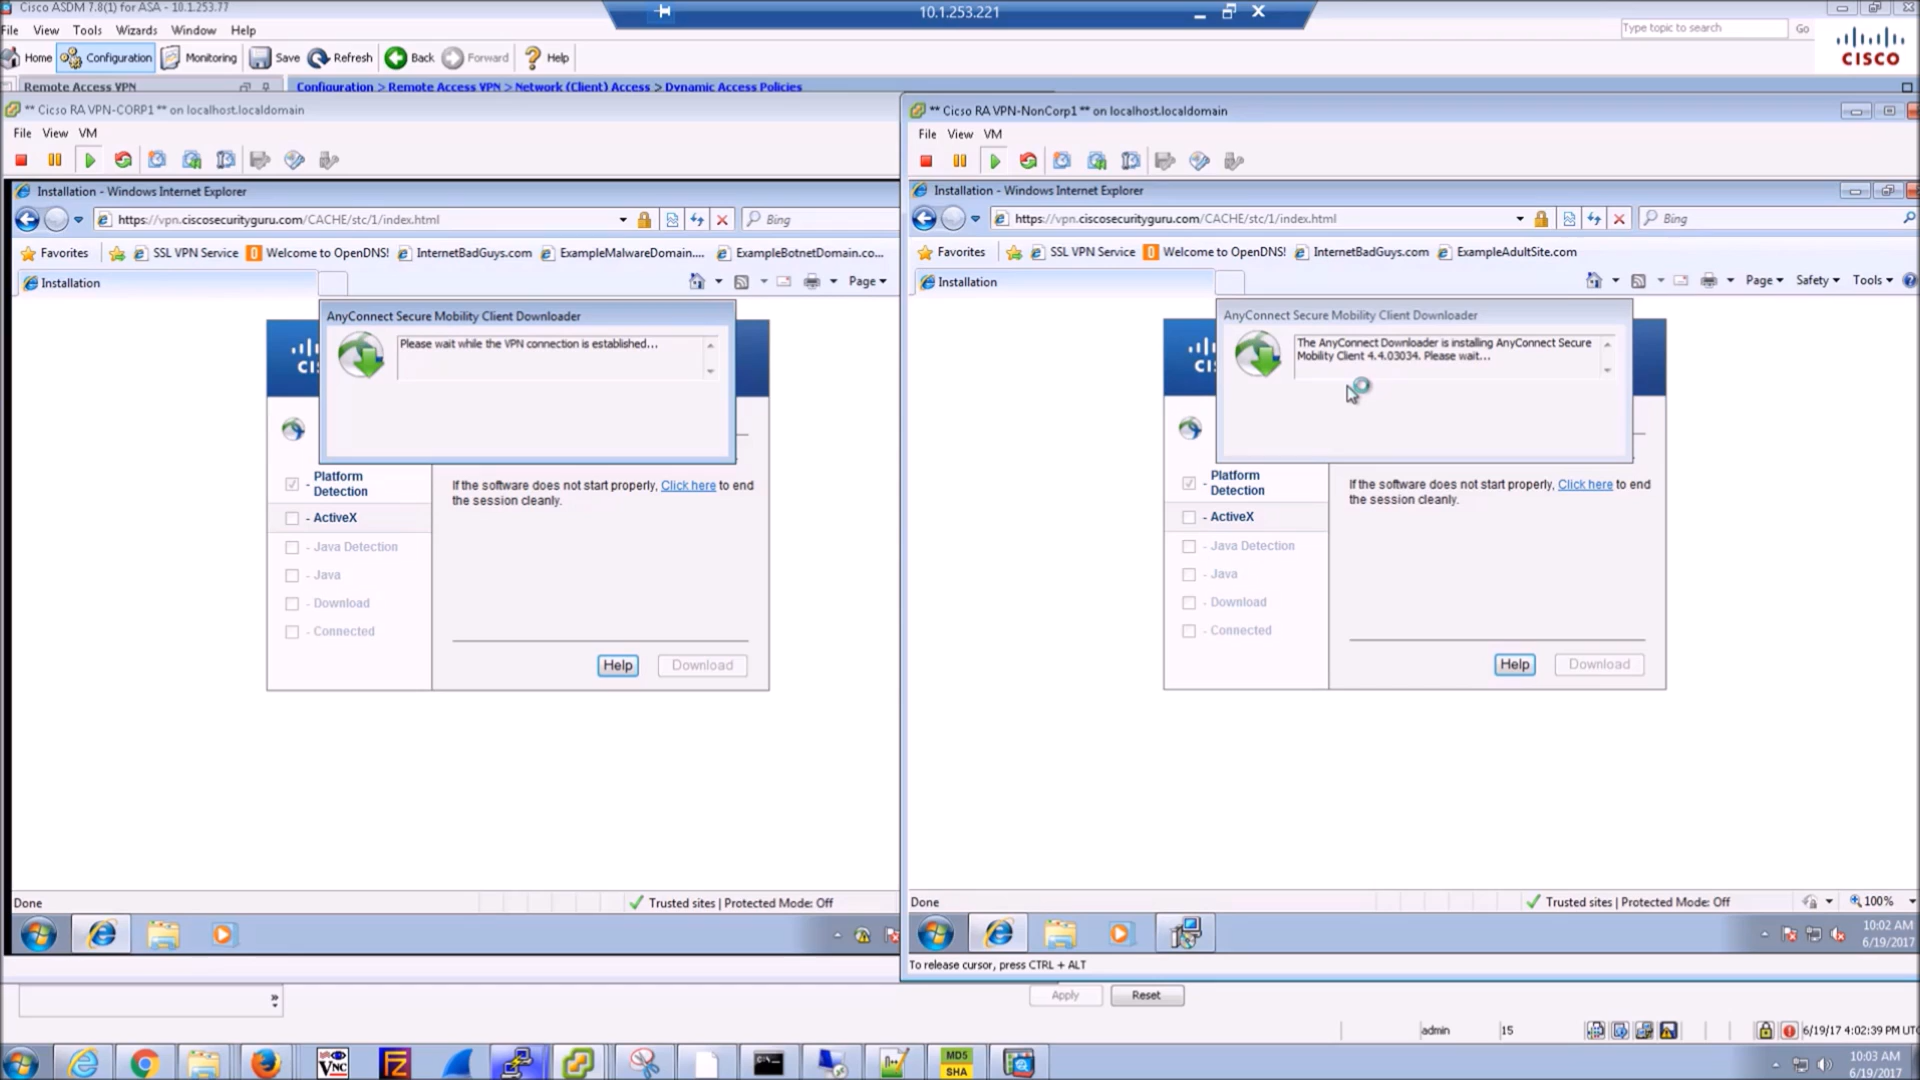 Cisco ASDM 7.8(1) for ASA - 10.1.253.77
10.1.253.221
File View Tools Wizards Window Help
Type topic to search Go
CISCO
Home Configuration Monitoring Save Refresh Back Forward Help
Remote Access VPN
Configuration > Remote Access VPN > Network (Client) Access > Dynamic Access Policies
** Cicso RA VPN-CORP1 ** on localhost.localdomain
File View VM
Installation - Windows Internet Explorer
https://vpn.ciscosecurityguru.com/CACHE/stc/1/index.html
Bing
Favorites SSL VPN Service Welcome to OpenDNS! InternetBadGuys.com ExampleMalwareDomain.... ExampleBotnetDomain.co...
Installation
Page
AnyConnect Secure Mobility Client Downloader
Please wait while the VPN connection is established...
Platform
Detection
- ActiveX
- Java Detection
- Java
- Download
- Connected
If the software does not start properly, Click here to end
the session cleanly.
Help Download
Done
Trusted sites | Protected Mode: Off
** Cicso RA VPN-NonCorp1 ** on localhost.localdomain
File View VM
Installation - Windows Internet Explorer
https://vpn.ciscosecurityguru.com/CACHE/stc/1/index.html
Bing
Favorites SSL VPN Service Welcome to OpenDNS! InternetBadGuys.com ExampleAdultSite.com
Installation
Page Safety Tools
AnyConnect Secure Mobility Client Downloader
The AnyConnect Downloader is installing AnyConnect Secure
Mobility Client 4.4.03034. Please wait...
- Platform
Detection
- ActiveX
- Java Detection
- Java
- Download
- Connected
If the software does not start properly, Click here to end
the session cleanly.
Help Download
Done
Trusted sites | Protected Mode: Off
100%
10:02 AM
6/19/2017
To release cursor, press CTRL + ALT
Apply Reset
admin 15 6/19/17 4:02:39 PM UTC
VNC
MD5
SHA
10:03 AM
6/19/2017